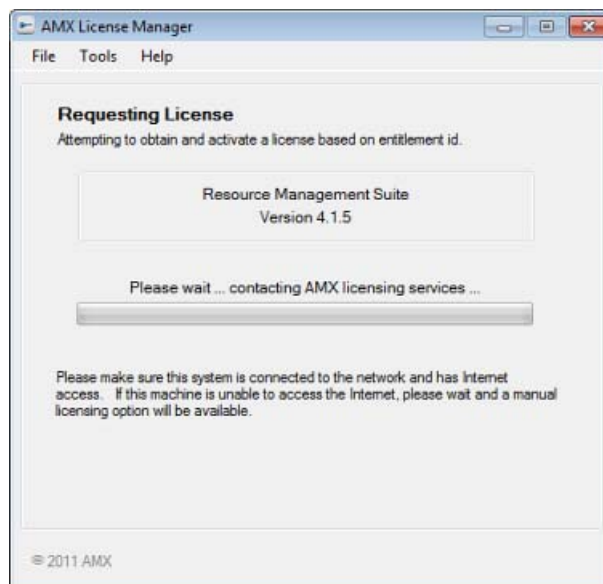 AMX License Manager
File Tools Help
Requesting License
Attempting to obtain and activate a license based on entitlement id.
Resource Management Suite
Version 4.1.5
Please wait ... contacting AMX licensing services ...
Please make sure this system is connected to the network and has Internet
access.   If this machine is unable to access the Internet, please wait and a manual
licensing option will be available.
© 2011 AMX